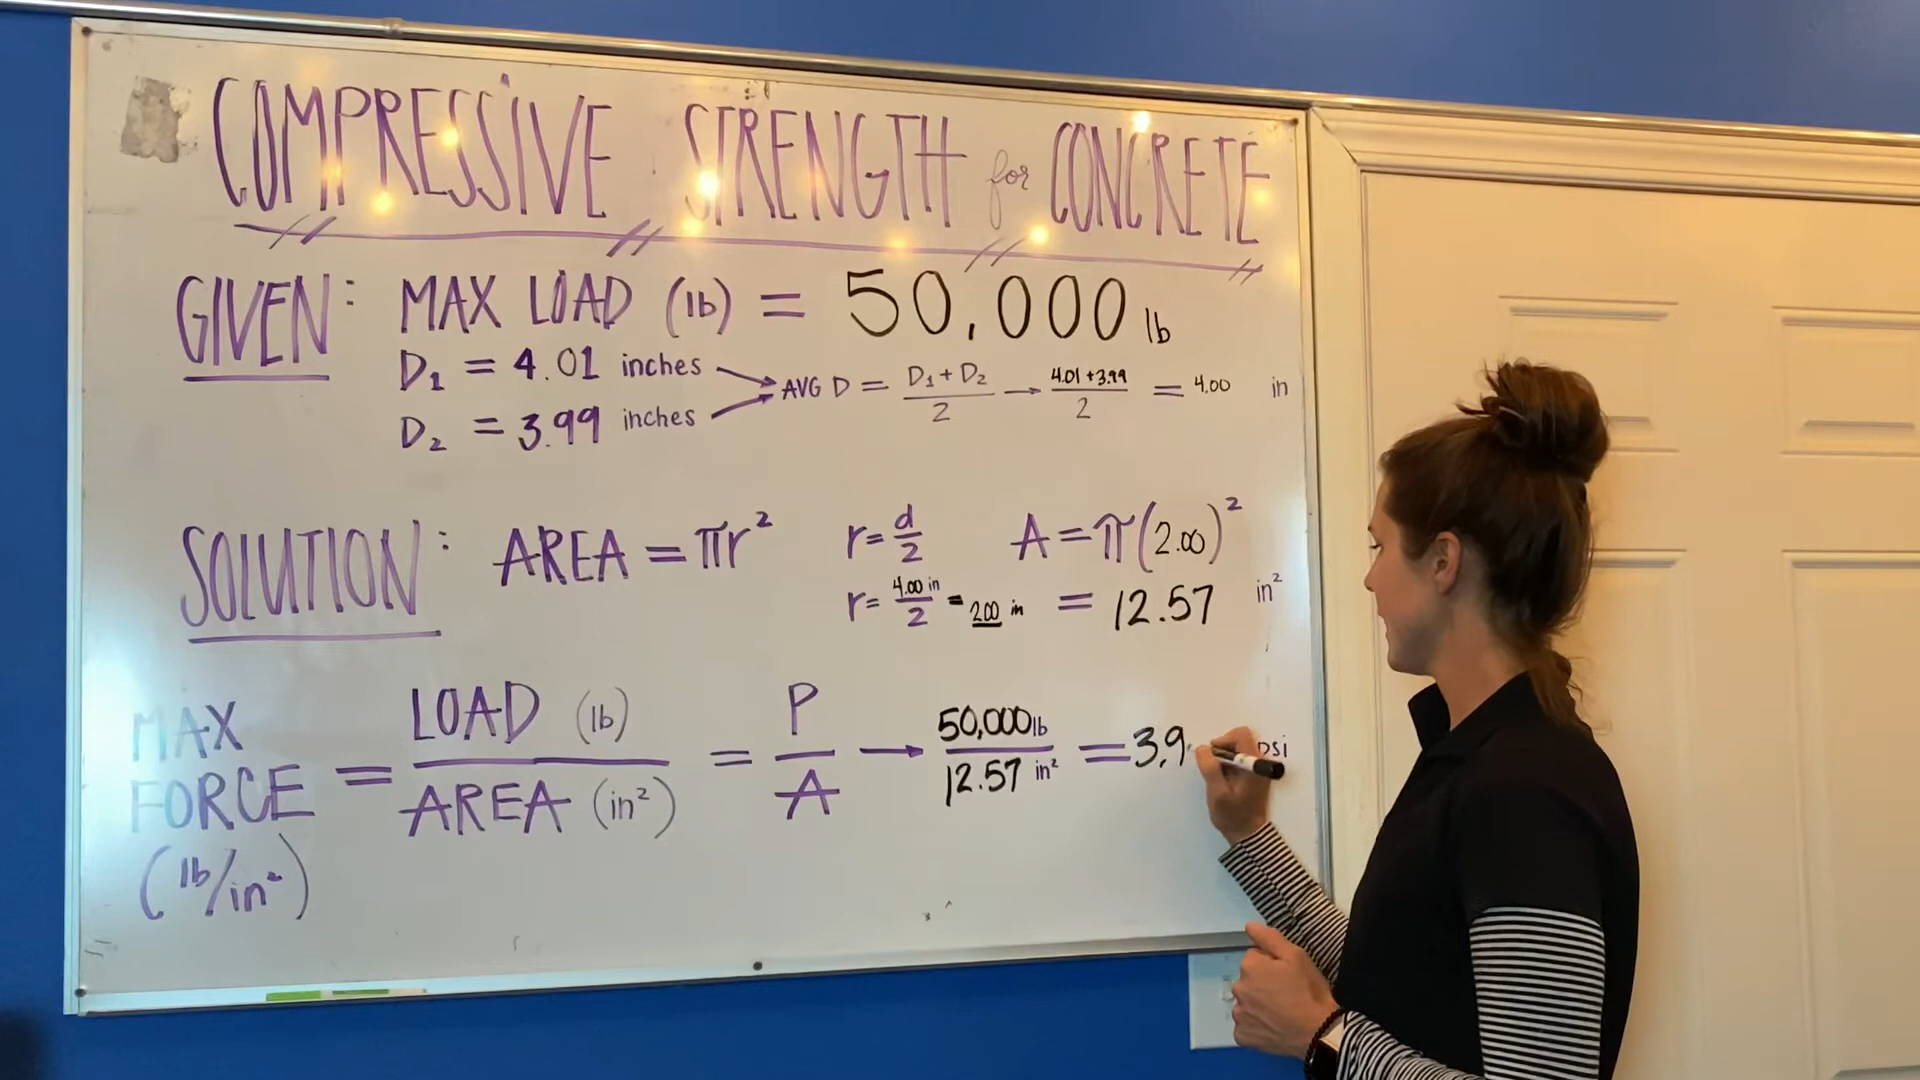 COMPRESSIVE STRENGTH for CONCRETE
GIVEN: MAX LOAD (lb) = 50,000 lb
D₁ = 4.01 inches
D₂ = 3.99 inches
AVG D = D₁ + D₂ / 2 → 4.01 + 3.99 / 2 = 4.00 in
SOLUTION: AREA = πr²
r = d / 2
r = 4.00 in / 2 = 2.00 in
A = π(2.00)²
= 12.57 in²
MAX FORCE (lb/in²) = LOAD (lb) / AREA (in²) = P / A → 50,000 lb / 12.57 in² = 3,9 psi